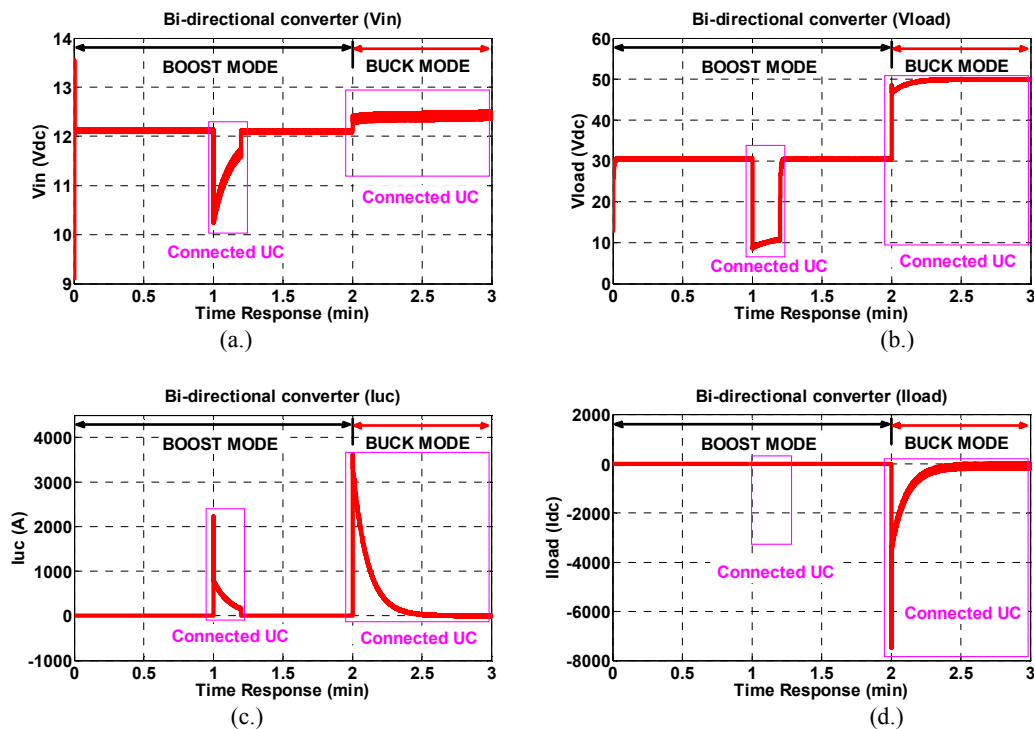 Bi-directional converter (Vin)
14
13
12
11
10
9
Vin (Vdc)
BOOST MODE
BUCK MODE
Connected UC
Connected UC
0 0.5 1 1.5 2 2.5 3
Time Response (min)
(a.)
Bi-directional converter (Vload)
60
50
40
30
20
10
0
Vload (Vdc)
BOOST MODE
BUCK MODE
Connected UC
Connected UC
0 0.5 1 1.5 2 2.5 3
Time Response (min)
(b.)
Bi-directional converter (Iuc)
4000
3000
2000
1000
0
-1000
Iuc (A)
BOOST MODE
BUCK MODE
Connected UC
Connected UC
0 0.5 1 1.5 2 2.5 3
Time Response (min)
(c.)
Bi-directional converter (Iload)
2000
0
-2000
-4000
-6000
-8000
Iload (Idc)
BOOST MODE
BUCK MODE
Connected UC
Connected UC
0 0.5 1 1.5 2 2.5 3
Time Response (min)
(d.)